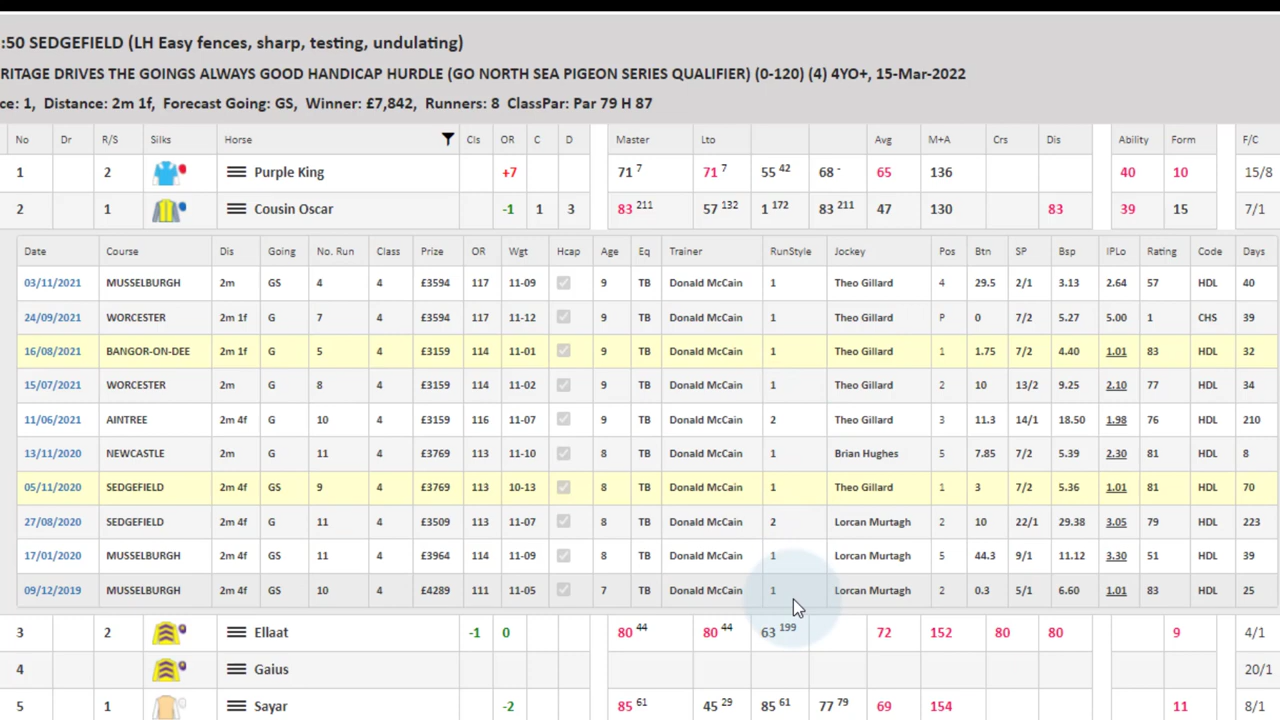 :50 SEDGEFIELD (LH Easy fences, sharp, testing, undulating)
RITAGE DRIVES THE GOINGS ALWAYS GOOD HANDICAP HURDLE (GO NORTH SEA PIGEON SERIES QUALIFIER) (0-120) (4) 4YO+, 15-Mar-2022
ce: 1, Distance: 2m 1f, Forecast Going: GS, Winner: £7,842, Runners: 8 ClassPar: Par 79 H 87
No Dr R/S Silks Horse Cls OR C D Master Lto Avg M+A Crs Dis Ability Form F/C
1 2 Purple King +7 71 7 71 7 55 42 68 - 65 136 40 10 15/8
2 1 Cousin Oscar -1 1 3 83 211 57 132 1 172 83 211 47 130 83 39 15 7/1
Date Course Dis Going No. Run Class Prize OR Wgt Hcap Age Eq Trainer RunStyle Jockey Pos Btn SP Bsp IPLo Rating Code Days
03/11/2021 MUSSELBURGH 2m GS 4 4 £3594 117 11-09 9 TB Donald McCain 1 Theo Gillard 4 29.5 2/1 3.13 2.64 57 HDL 40
24/09/2021 WORCESTER 2m 1f G 7 4 £3594 117 11-12 9 TB Donald McCain 1 Theo Gillard P 0 7/2 5.27 5.00 1 CHS 39
16/08/2021 BANGOR-ON-DEE 2m 1f G 5 4 £3159 114 11-01 9 TB Donald McCain 1 Theo Gillard 1 1.75 7/2 4.40 1.01 83 HDL 32
15/07/2021 WORCESTER 2m G 8 4 £3159 114 11-02 9 TB Donald McCain 1 Theo Gillard 2 10 13/2 9.25 2.10 77 HDL 34
11/06/2021 AINTREE 2m 4f G 10 4 £3159 116 11-07 9 TB Donald McCain 2 Theo Gillard 3 11.3 14/1 18.50 1.98 76 HDL 210
13/11/2020 NEWCASTLE 2m G 11 4 £3769 113 11-10 8 TB Donald McCain 1 Brian Hughes 5 7.85 7/2 5.39 2.30 81 HDL 8
05/11/2020 SEDGEFIELD 2m 4f GS 9 4 £3769 113 10-13 8 TB Donald McCain 1 Theo Gillard 1 3 7/2 5.36 1.01 81 HDL 70
27/08/2020 SEDGEFIELD 2m 4f G 11 4 £3509 113 11-07 8 TB Donald McCain 2 Lorcan Murtagh 2 10 22/1 29.38 3.05 79 HDL 223
17/01/2020 MUSSELBURGH 2m 4f GS 11 4 £3964 114 11-09 8 TB Donald McCain 1 Lorcan Murtagh 5 44.3 9/1 11.12 3.30 51 HDL 39
09/12/2019 MUSSELBURGH 2m 4f GS 10 4 £4289 111 11-05 7 TB Donald McCain 1 Lorcan Murtagh 2 0.3 5/1 6.60 1.01 83 HDL 25
3 2 Ellaat -1 0 80 44 80 44 63 199 72 152 80 80 9 4/1
4 Gaius 20/1
5 1 Sayar -2 85 61 45 29 85 61 77 79 69 154 11 8/1